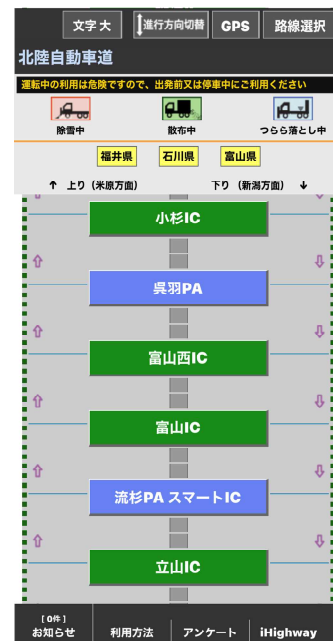 文字 大 進行方向切替 GPS 路線選択
北陸自動車道
運転中の利用は危険ですので、出発前又は停車中にご利用ください
除雪中 散布中 つらら落とし中
福井県 石川県 富山県
↑ 上り（米原方面） 下り（新潟方面） ↓
小杉IC
呉羽PA
富山西IC
富山IC
流杉PA スマートIC
立山IC
[0件]
お知らせ 利用方法 アンケート iHighway